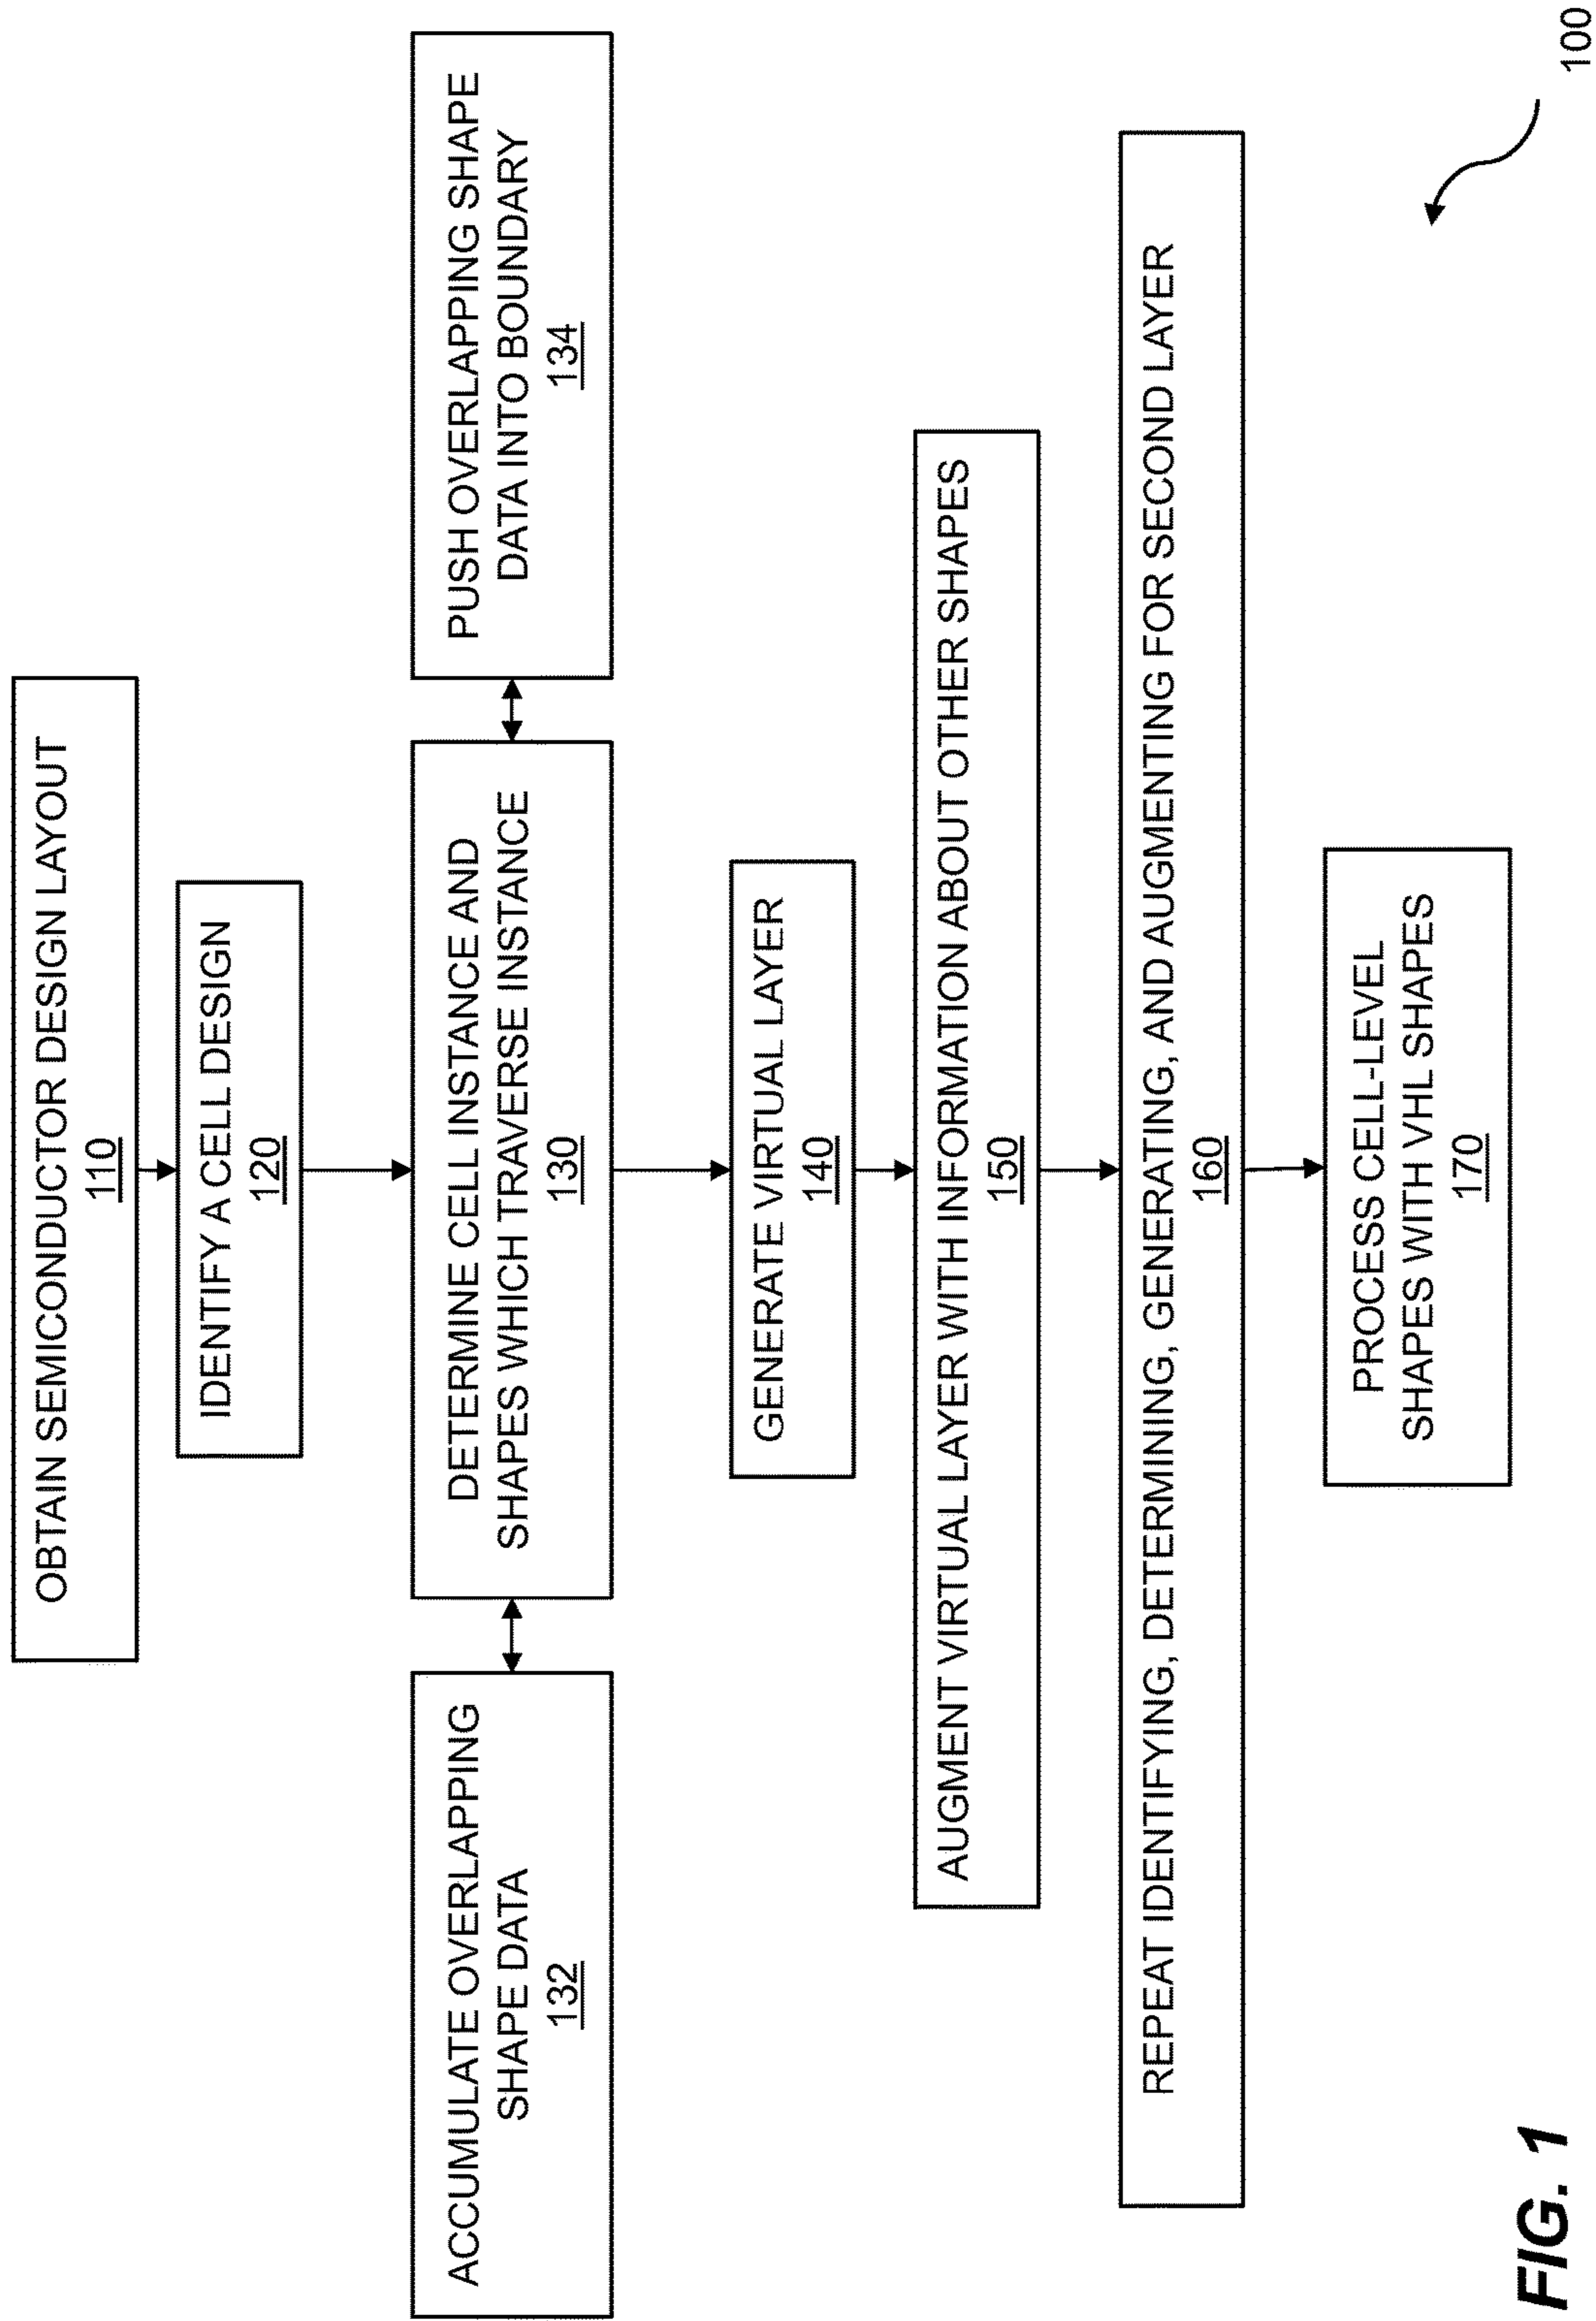 OBTAIN SEMICONDUCTOR DESIGN LAYOUT
110
IDENTIFY A CELL DESIGN
120
ACCUMULATE OVERLAPPING
SHAPE DATA
132
DETERMINE CELL INSTANCE AND
SHAPES WHICH TRAVERSE INSTANCE
130
PUSH OVERLAPPING SHAPE
DATA INTO BOUNDARY
134
GENERATE VIRTUAL LAYER
140
AUGMENT VIRTUAL LAYER WITH INFORMATION ABOUT OTHER SHAPES
150
REPEAT IDENTIFYING, DETERMINING, GENERATING, AND AUGMENTING FOR SECOND LAYER
160
PROCESS CELL-LEVEL
SHAPES WITH VHL SHAPES
170
FIG. 1
100